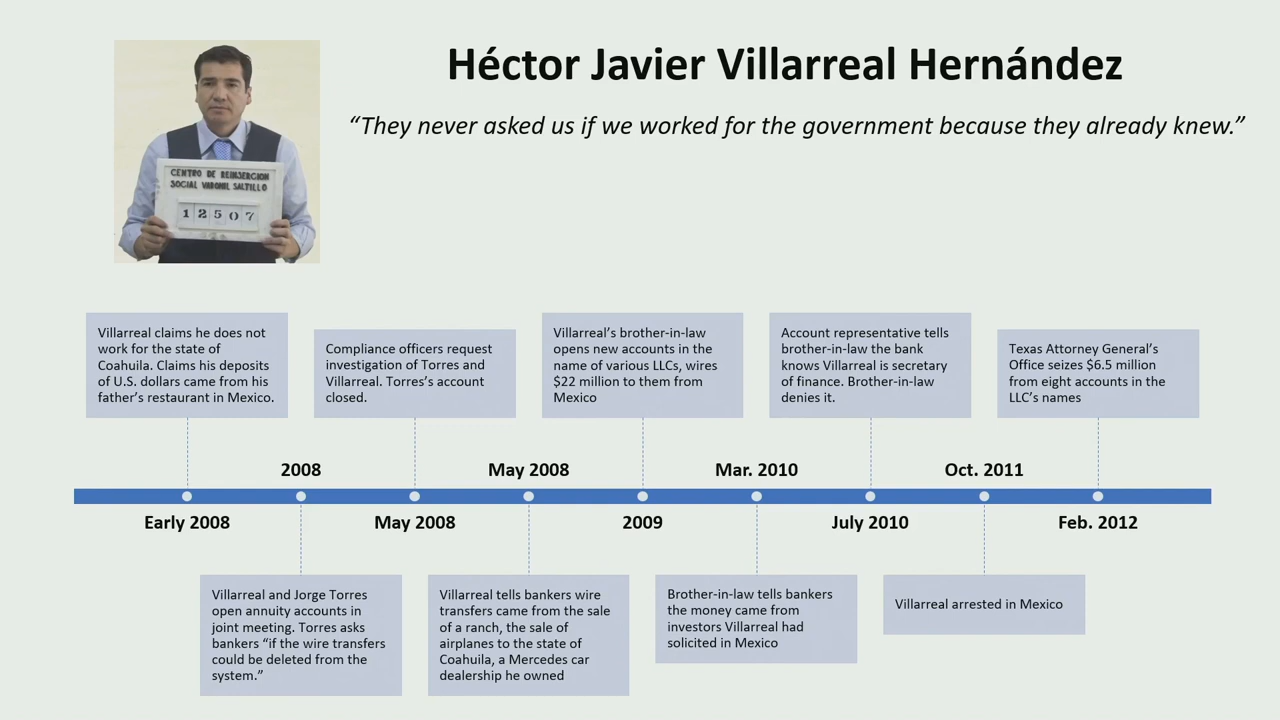 Héctor Javier Villarreal Hernández
“They never asked us if we worked for the government because they already knew.”
CENTRO DE REINSERCION
SOCIAL VARONIL SALTILLO
12507
Villarreal claims he does not
work for the state of
Coahuila. Claims his deposits
of U.S. dollars came from his
father’s restaurant in Mexico.
Compliance officers request
investigation of Torres and
Villarreal. Torres’s account
closed.
Villarreal’s brother-in-law
opens new accounts in the
name of various LLCs, wires
$22 million to them from
Mexico
Account representative tells
brother-in-law the bank
knows Villarreal is secretary
of finance. Brother-in-law
denies it.
Texas Attorney General’s
Office seizes $6.5 million
from eight accounts in the
LLC’s names
2008
May 2008
Mar. 2010
Oct. 2011
Early 2008
May 2008
2009
July 2010
Feb. 2012
Villarreal and Jorge Torres
open annuity accounts in
joint meeting. Torres asks
bankers “if the wire transfers
could be deleted from the
system.”
Villarreal tells bankers wire
transfers came from the sale
of a ranch, the sale of
airplanes to the state of
Coahuila, a Mercedes car
dealership he owned
Brother-in-law tells bankers
the money came from
investors Villarreal had
solicited in Mexico
Villarreal arrested in Mexico